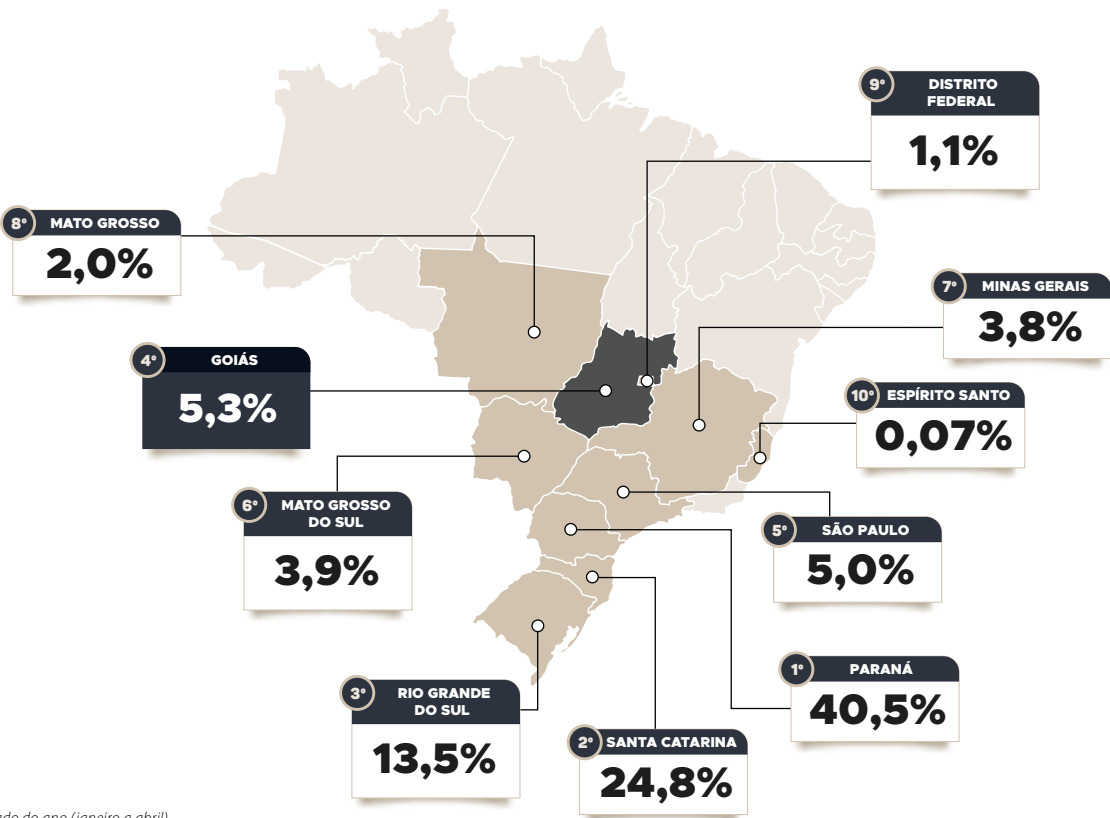 9º
DISTRITO
FEDERAL
1,1%
8º
MATO GROSSO
2,0%
7º
MINAS GERAIS
3,8%
4º
GOIÁS
5,3%
10º
ESPÍRITO SANTO
0,07%
6º
MATO GROSSO
DO SUL
3,9%
5º
SÃO PAULO
5,0%
1º
PARANÁ
40,5%
3º
RIO GRANDE
DO SUL
13,5%
2º
SANTA CATARINA
24,8%
do ano (janeiro a abril)